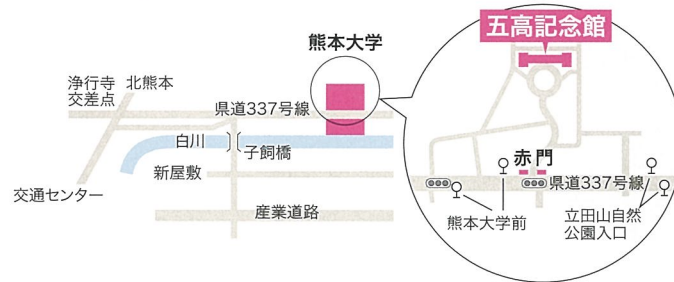 五高記念館
熊本大学
浄行寺
交差点
北熊本
県道337号線
白川
子飼橋
新屋敷
交通センター
産業道路
赤門
県道337号線
熊本大学前
立田山自然
公園入口